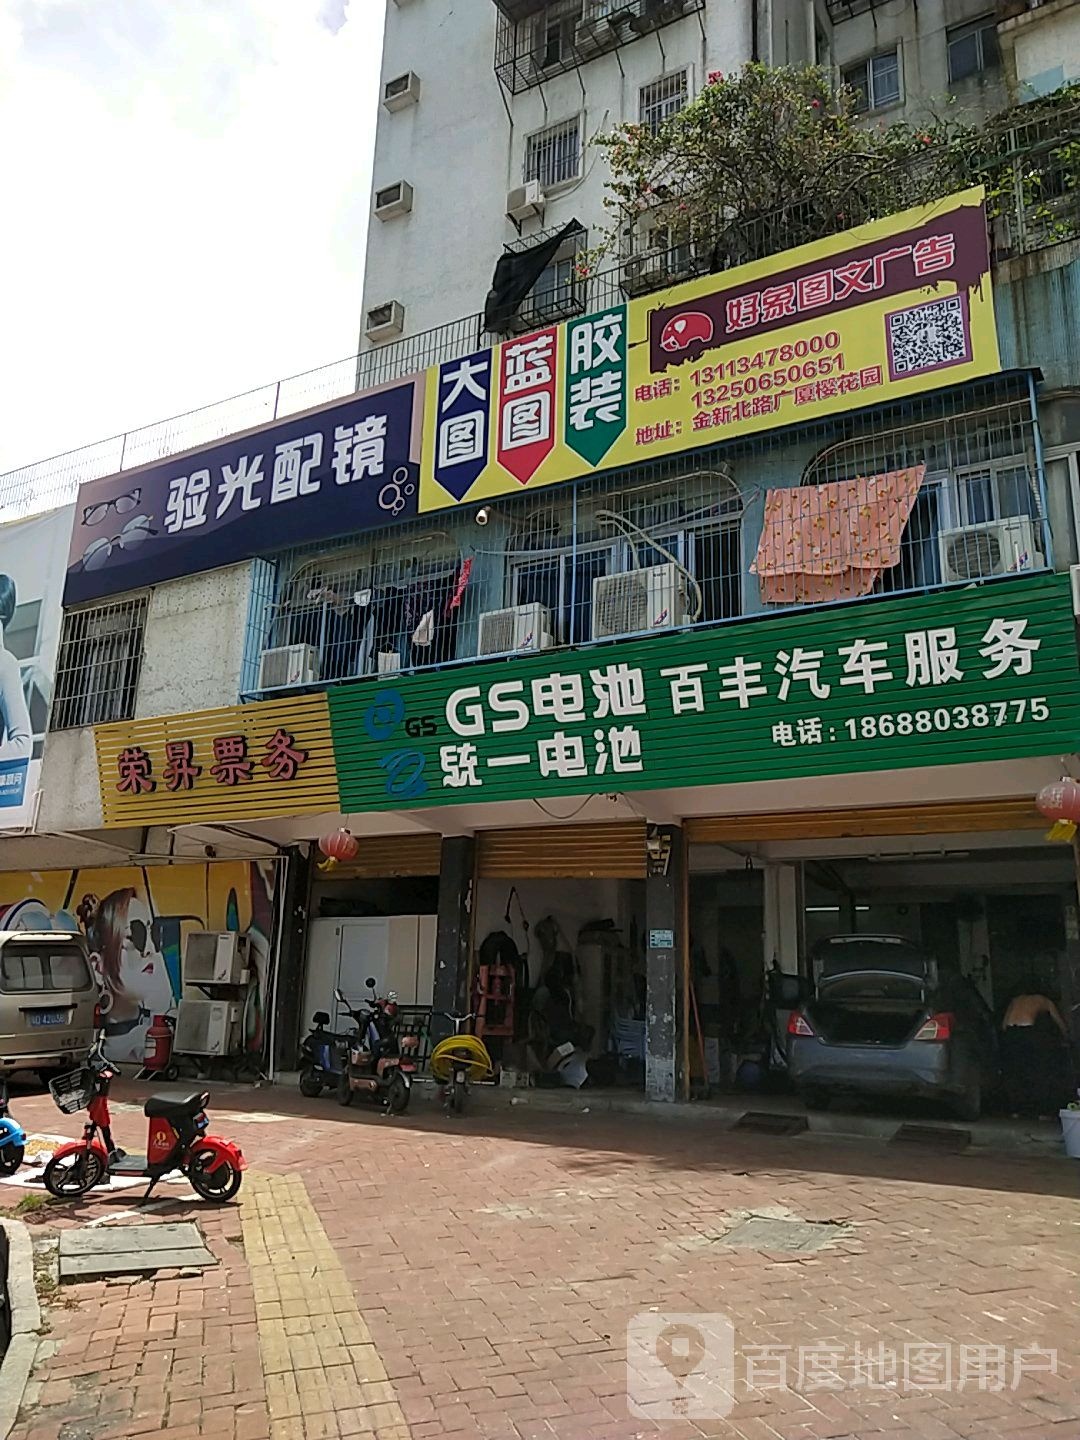 好象图文广告
大图
蓝图
胶装
电话：13113478000
13250650651
地址：金新北路广厦樱花园
验光配镜
GS
GS电池
统一电池
百丰汽车服务
电话：18688038775
荣昇票务
百度地图用户